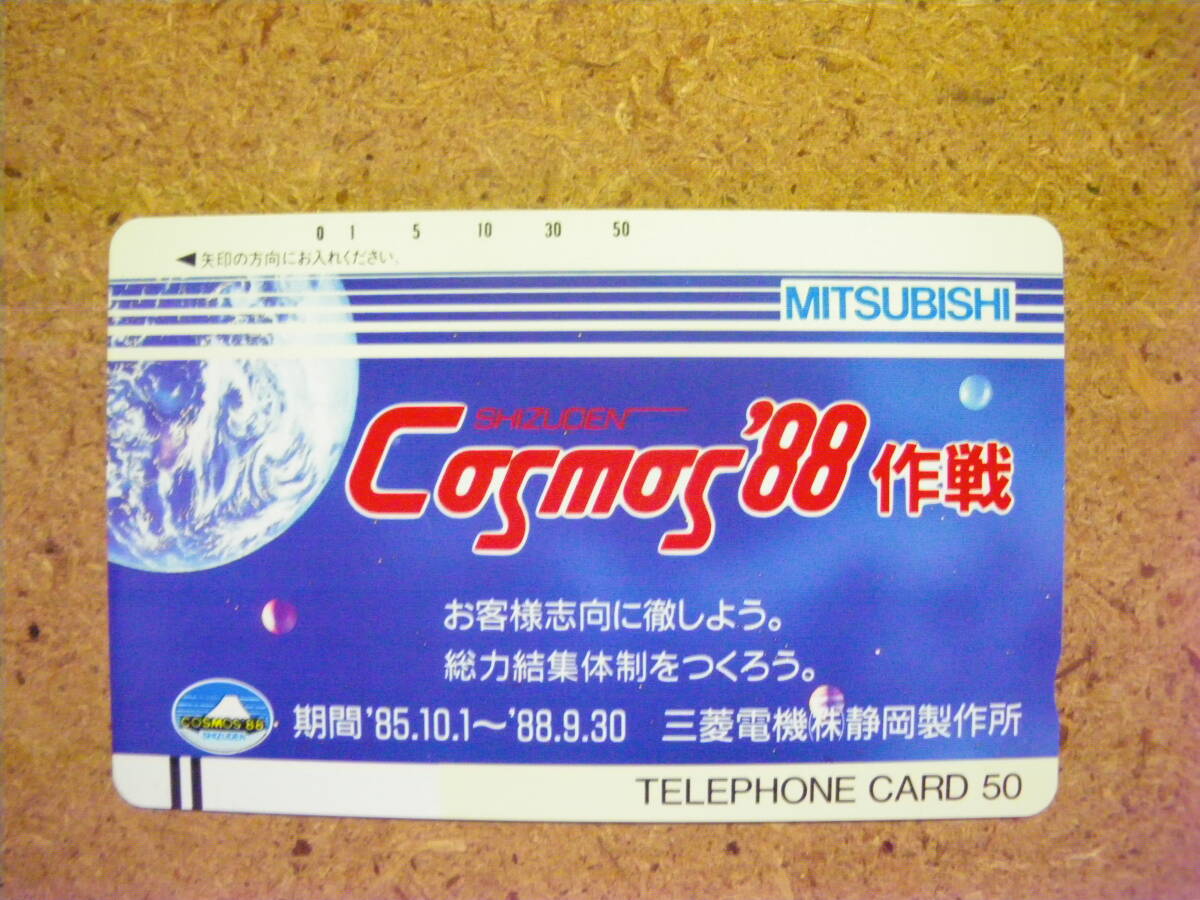 0 1 5 10 30 50
◀矢印の方向にお入れください。
MITSUBISHI
SHIZUDEN
Cosmos'88 作戦
お客様志向に徹しよう。
総力結集体制をつくろう。
COSMOS'88
SHIZUDEN
期間 '85.10.1〜'88.9.30 三菱電機㈱静岡製作所
TELEPHONE CARD 50